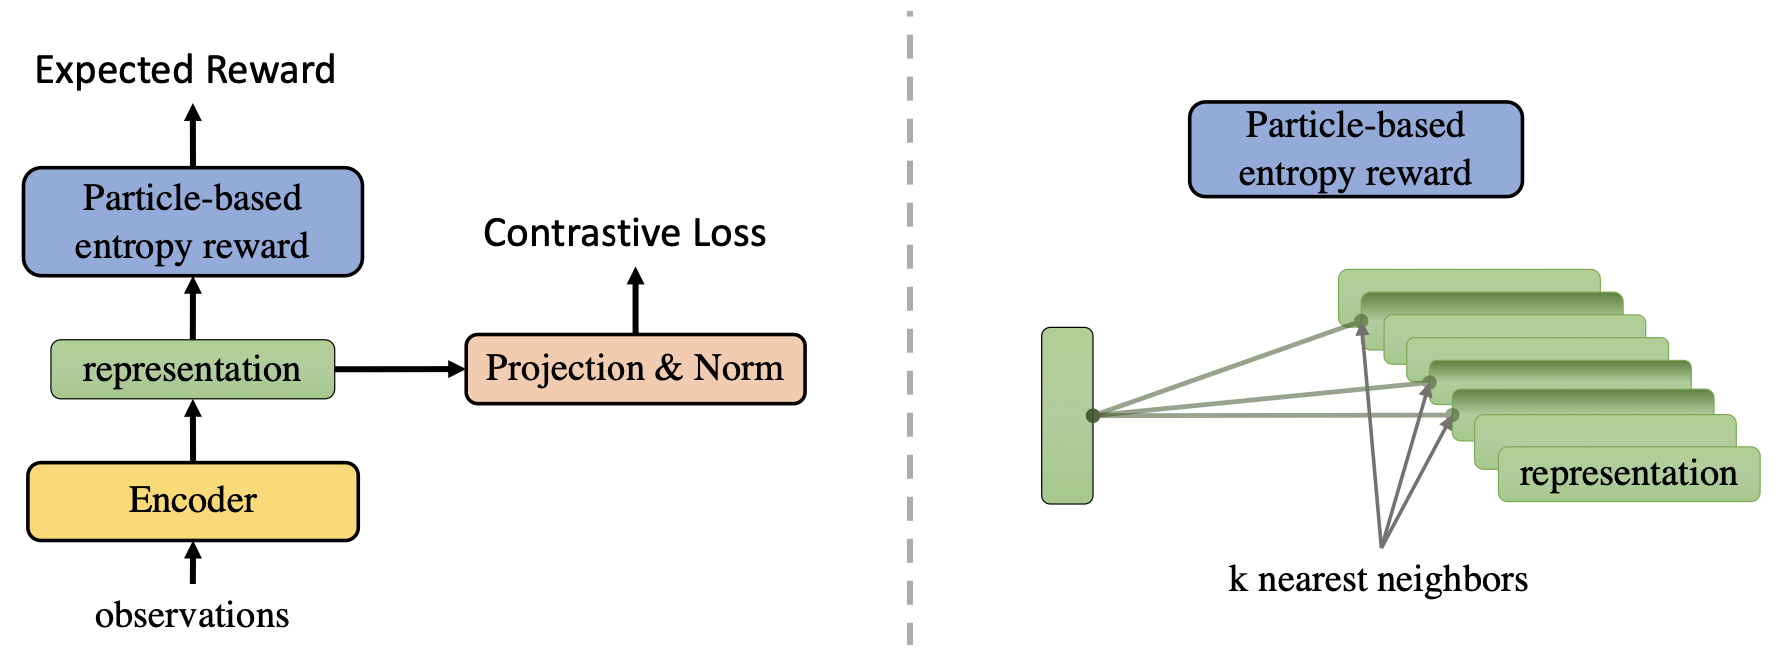 Expected Reward
Particle-based
entropy reward
Contrastive Loss
representation
Projection & Norm
Encoder
observations
Particle-based
entropy reward
representation
k nearest neighbors